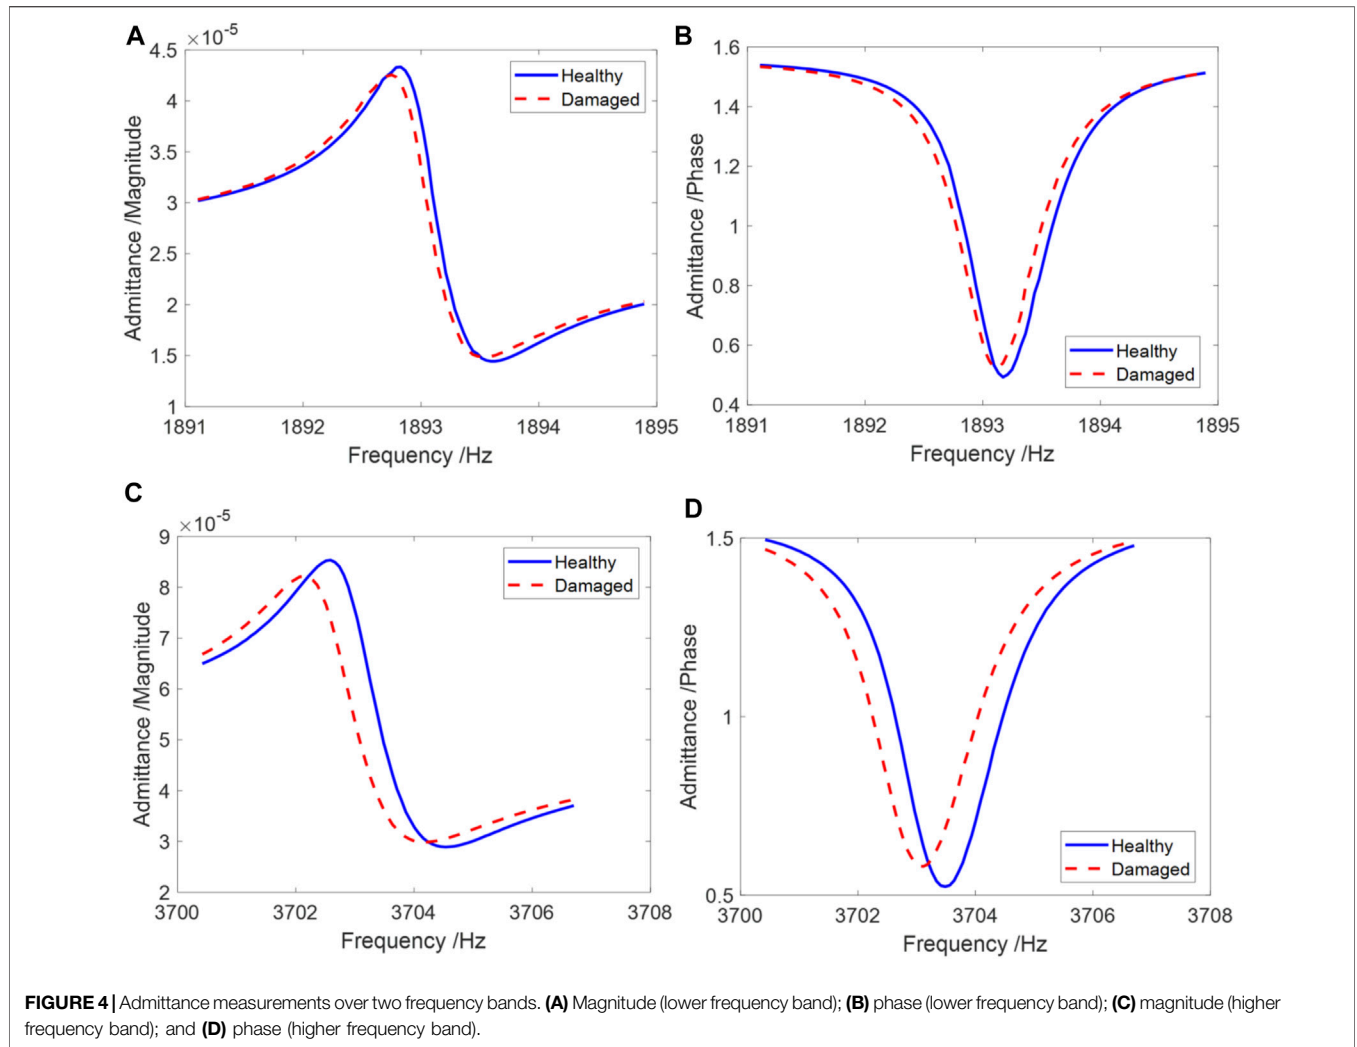 A
×10⁻⁵
4.5
4
3.5
3
2.5
2
1.5
1
Admittance /Magnitude
Healthy
Damaged
1891 1892 1893 1894 1895
Frequency /Hz
B
1.6
1.4
1.2
1
0.8
0.6
0.4
Admittance /Phase
Healthy
Damaged
1891 1892 1893 1894 1895
Frequency /Hz
C
×10⁻⁵
9
8
7
6
5
4
3
2
Admittance /Magnitude
Healthy
Damaged
3700 3702 3704 3706 3708
Frequency /Hz
D
1.5
1
0.5
Admittance /Phase
Healthy
Damaged
3700 3702 3704 3706 3708
Frequency /Hz
FIGURE 4 | Admittance measurements over two frequency bands. (A) Magnitude (lower frequency band); (B) phase (lower frequency band); (C) magnitude (higher
frequency band); and (D) phase (higher frequency band).